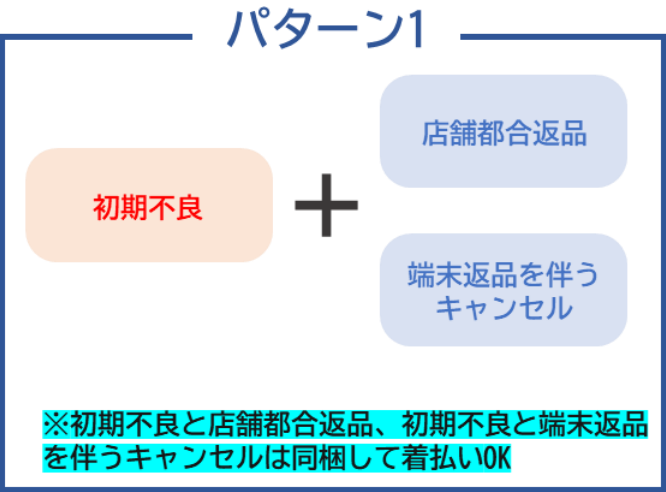 パターン1
初期不良
＋
店舗都合返品
端末返品を伴う
キャンセル
※初期不良と店舗都合返品、初期不良と端末返品
を伴うキャンセルは同梱して着払いOK